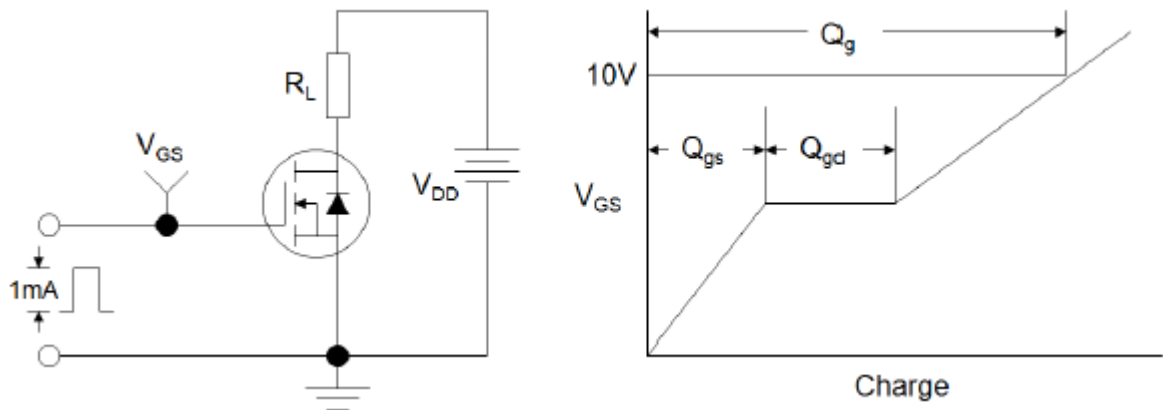 R_L
V_GS
V_DD
1mA
Q_g
10V
Q_gs
Q_gd
V_GS
Charge